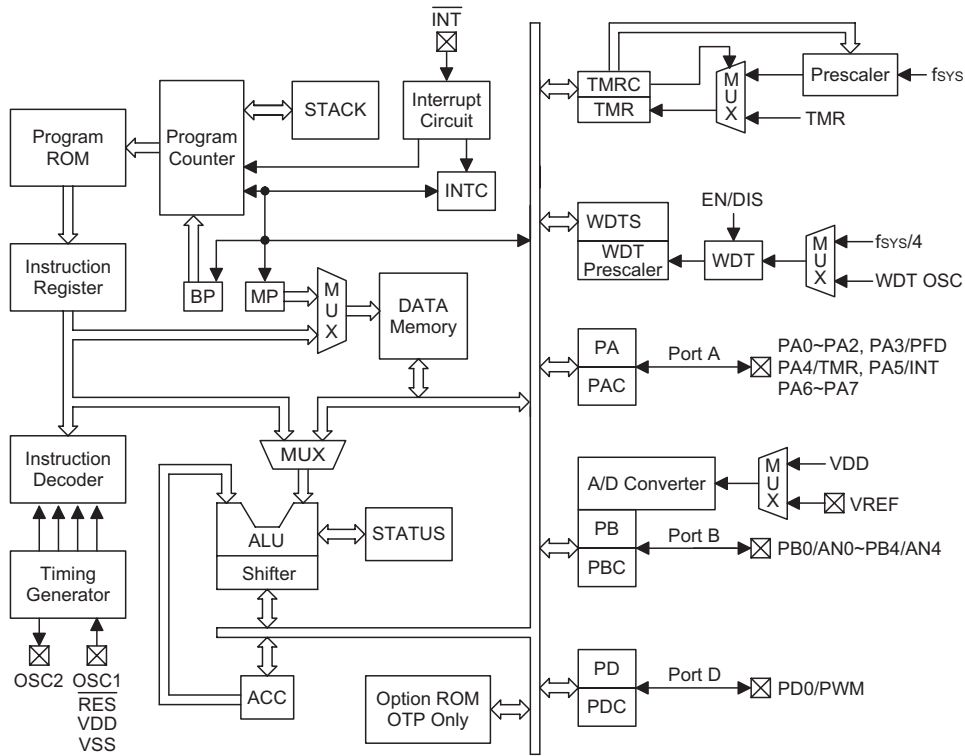 INT
STACK
Interrupt
Circuit
Program
ROM
Program
Counter
INTC
Instruction
Register
BP
MP
MUX
DATA
Memory
MUX
Instruction
Decoder
ALU
Shifter
STATUS
Timing
Generator
OSC2
OSC1
RES
VDD
VSS
ACC
Option ROM
OTP Only
TMRC
TMR
MUX
Prescaler
fSYS
TMR
EN/DIS
WDTS
WDT
Prescaler
WDT
MUX
fSYS/4
WDT OSC
PA
PAC
Port A
PA0~PA2, PA3/PFD
PA4/TMR, PA5/INT
PA6~PA7
A/D Converter
MUX
VDD
VREF
PB
PBC
Port B
PB0/AN0~PB4/AN4
PD
PDC
Port D
PD0/PWM